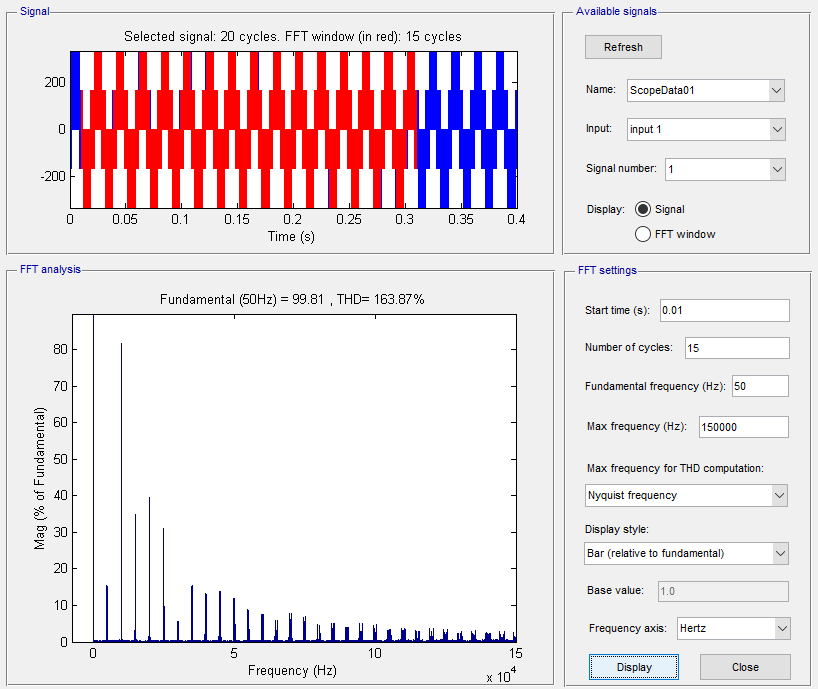 Signal
Selected signal: 20 cycles. FFT window (in red): 15 cycles
200
0
-200
0
0.05
0.1
0.15
0.2
0.25
0.3
0.35
0.4
Time (s)
Available signals
Refresh
Name:
ScopeData01
Input:
input 1
Signal number:
1
Display:
Signal
FFT window
FFT analysis
Fundamental (50Hz) = 99.81 , THD= 163.87%
80
70
60
50
40
30
20
10
0
Mag (% of Fundamental)
0
5
10
15
Frequency (Hz)
x 10^4
FFT settings
Start time (s):
0.01
Number of cycles:
15
Fundamental frequency (Hz):
50
Max frequency (Hz):
150000
Max frequency for THD computation:
Nyquist frequency
Display style:
Bar (relative to fundamental)
Base value:
1.0
Frequency axis:
Hertz
Display
Close